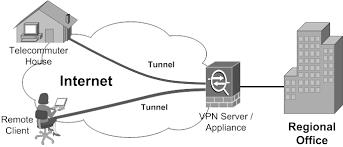 Telecommuter
House
Internet
Tunnel
Tunnel
Remote
Client
VPN Server /
Appliance
Regional
Office